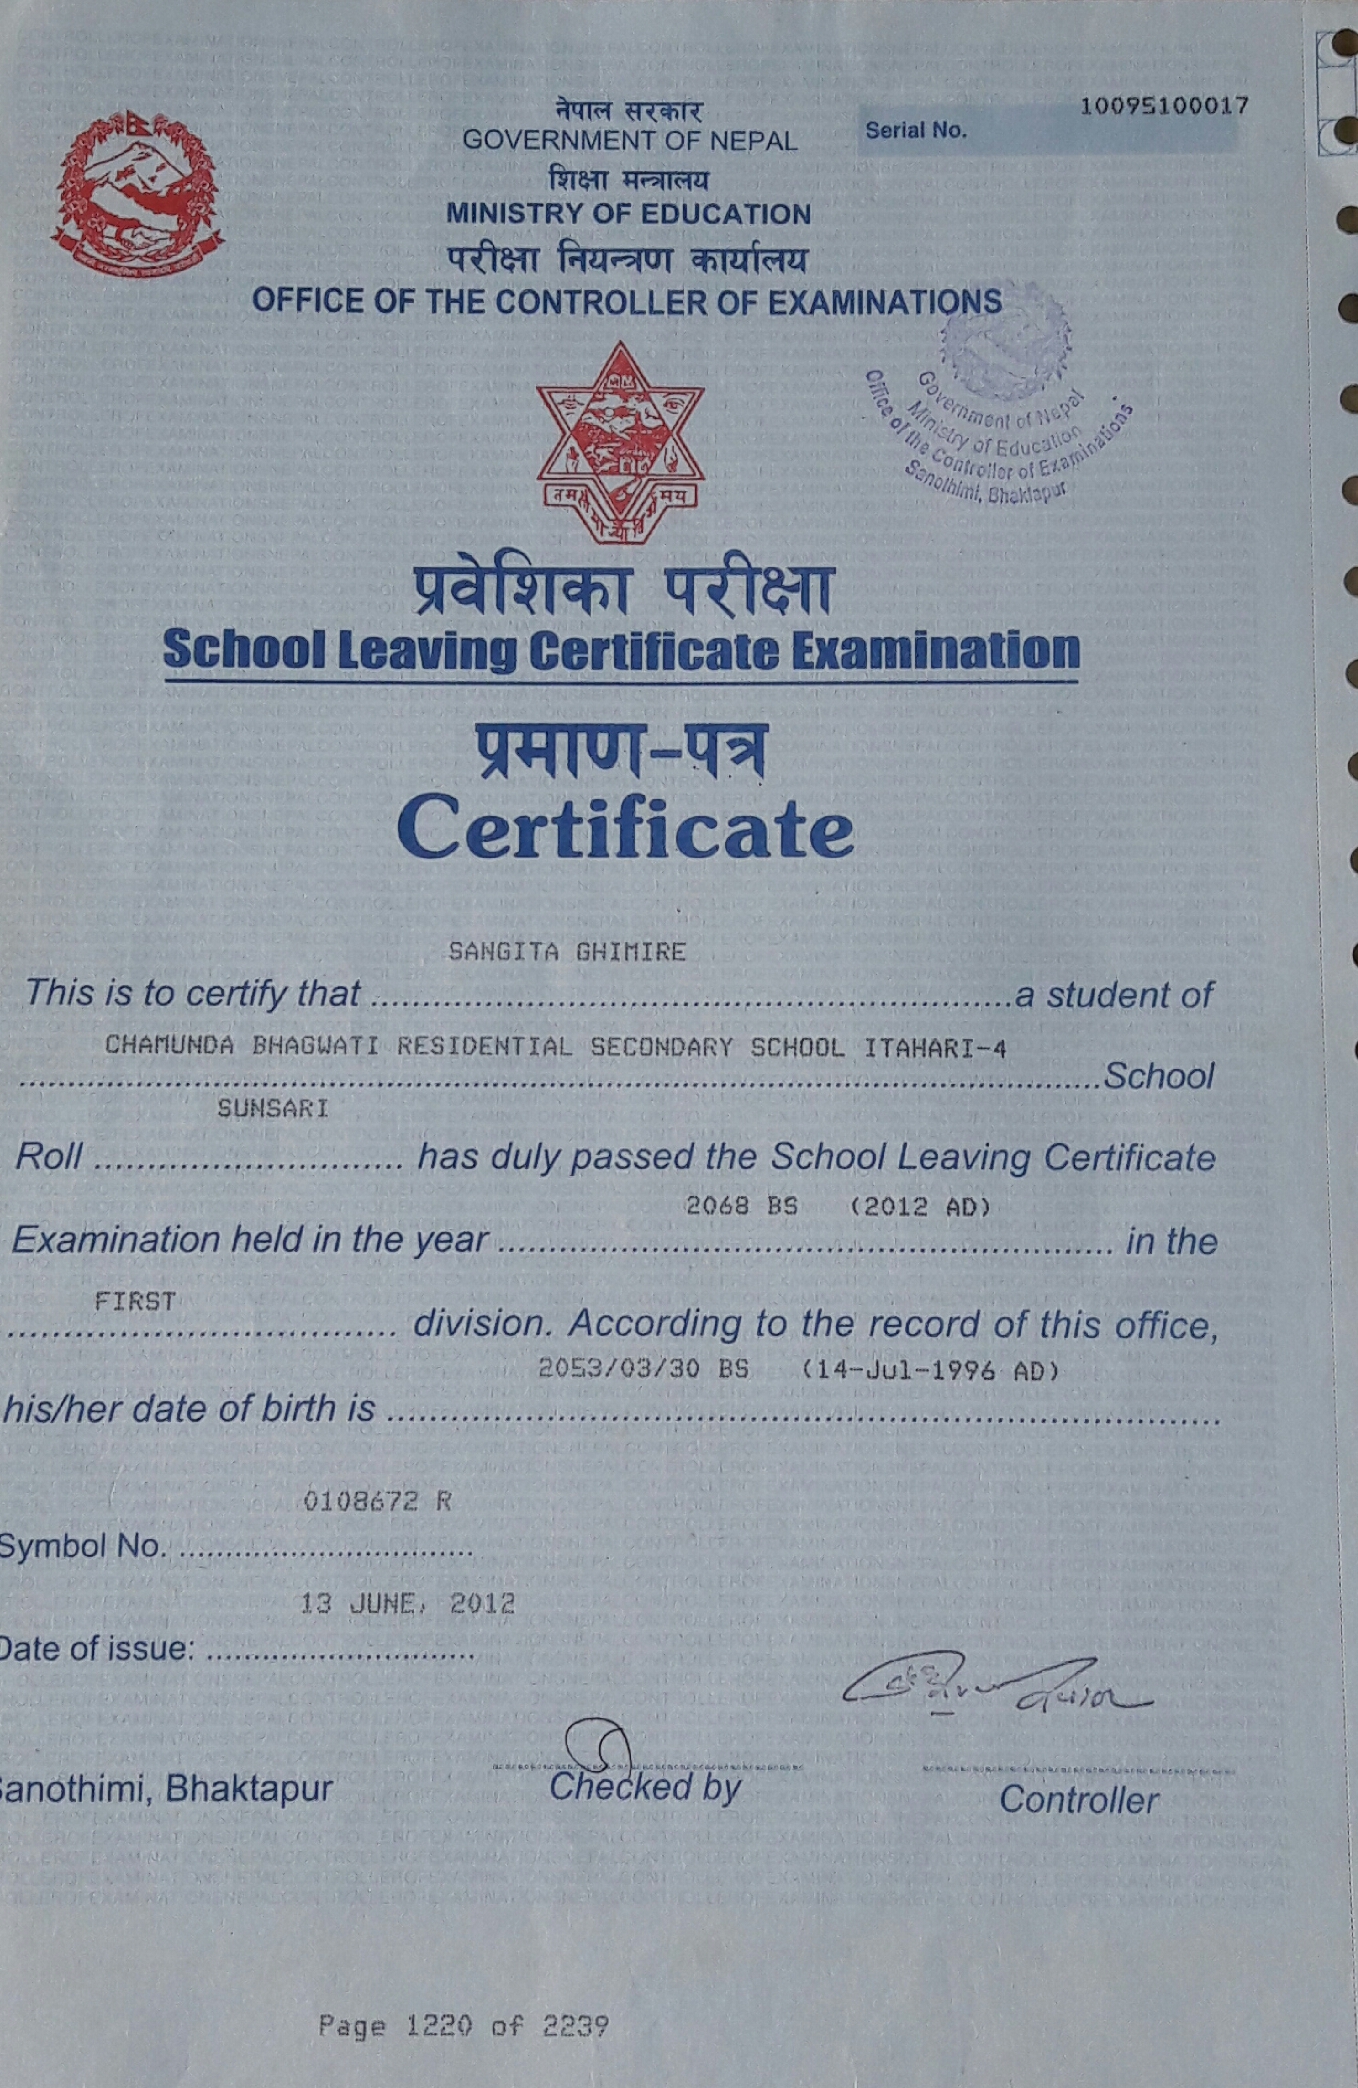 नेपाल सरकार
GOVERNMENT OF NEPAL
शिक्षा मन्त्रालय
MINISTRY OF EDUCATION
परीक्षा नियन्त्रण कार्यालय
OFFICE OF THE CONTROLLER OF EXAMINATIONS
Serial No. 10095100017
Government of Nepal
Ministry of Education
Office of the Controller of Examinations
Sanothimi, Bhaktapur
प्रवेशिका परीक्षा
School Leaving Certificate Examination
प्रमाण-पत्र
Certificate
SANGITA GHIMIRE
This is to certify that ........................................ a student of
CHAMUNDA BHAGWATI RESIDENTIAL SECONDARY SCHOOL ITAHARI-4
........................................ School
SUNSARI
Roll .............................. has duly passed the School Leaving Certificate
2068 BS (2012 AD)
Examination held in the year ........................................ in the
FIRST
........................................ division. According to the record of this office,
2053/03/30 BS (14-Jul-1996 AD)
his/her date of birth is ........................................
0108672 R
Symbol No. ..............................
13 JUNE, 2012
Date of issue: ..............................
Sanothimi, Bhaktapur
Checked by
Controller
Page 1220 of 2239